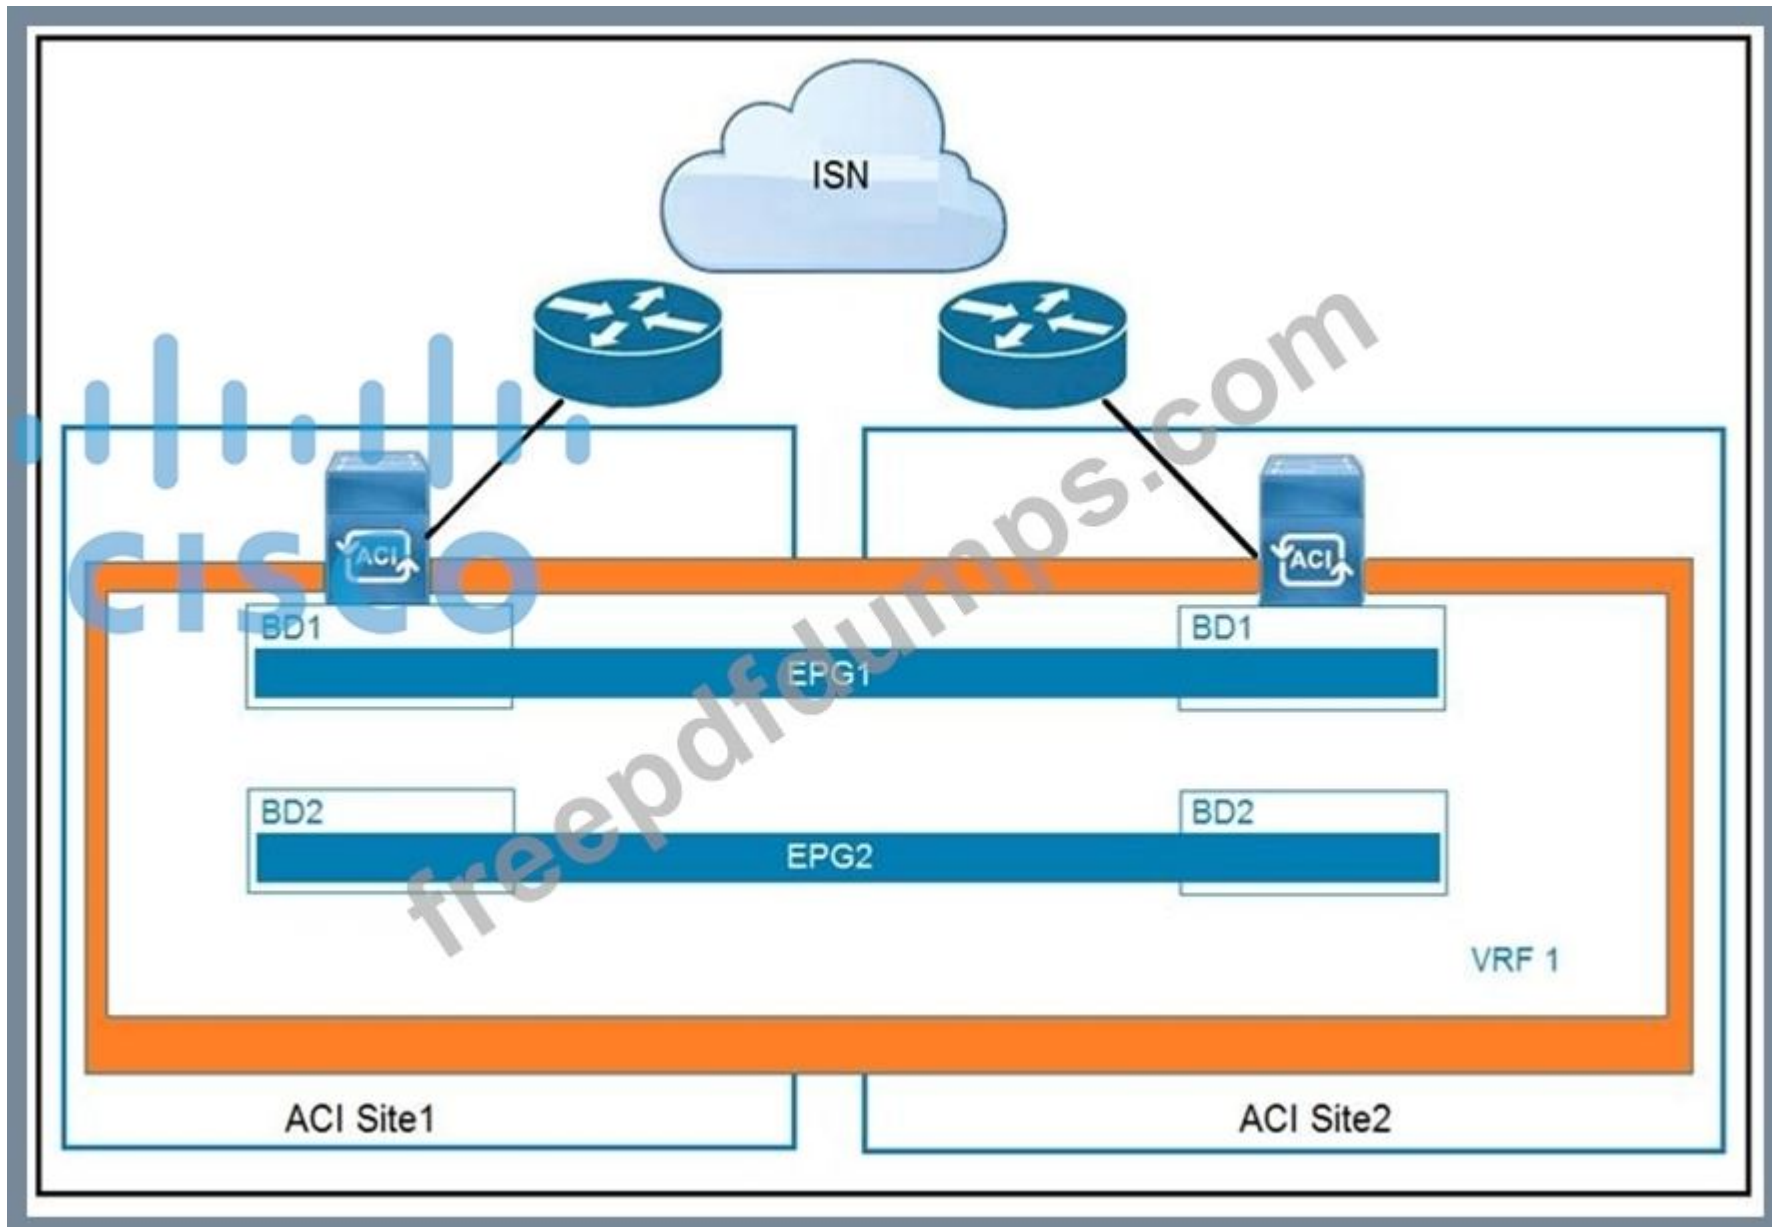 ISN
CISCO
ACI
ACI
BD1
BD1
EPG1
BD2
BD2
EPG2
VRF 1
ACI Site1
ACI Site2
freepdfdumps.com